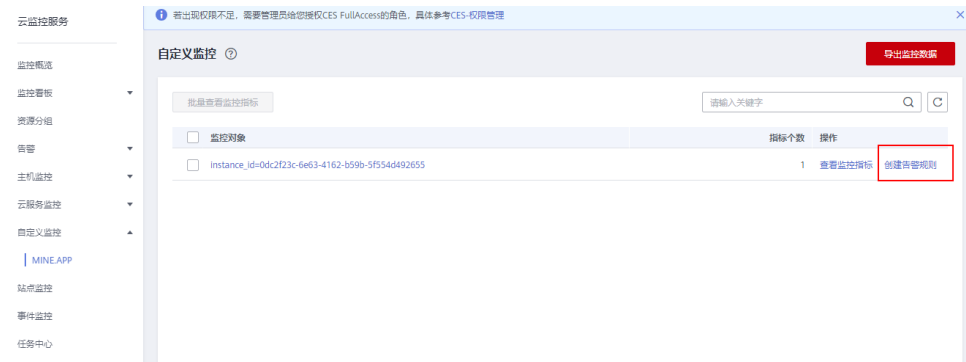 云监控服务
监控概览
监控看板
资源分组
告警
主机监控
云服务监控
自定义监控
MINE.APP
站点监控
事件监控
任务中心
若出现权限不足，需要管理员给您授权CES FullAccess的角色，具体参考CES-权限管理
自定义监控
导出监控数据
批量查看监控指标
请输入关键字
监控对象 指标个数 操作
instance_id=0dc2f23c-6e63-4162-b59b-5f554d492655 1 查看监控指标 创建告警规则